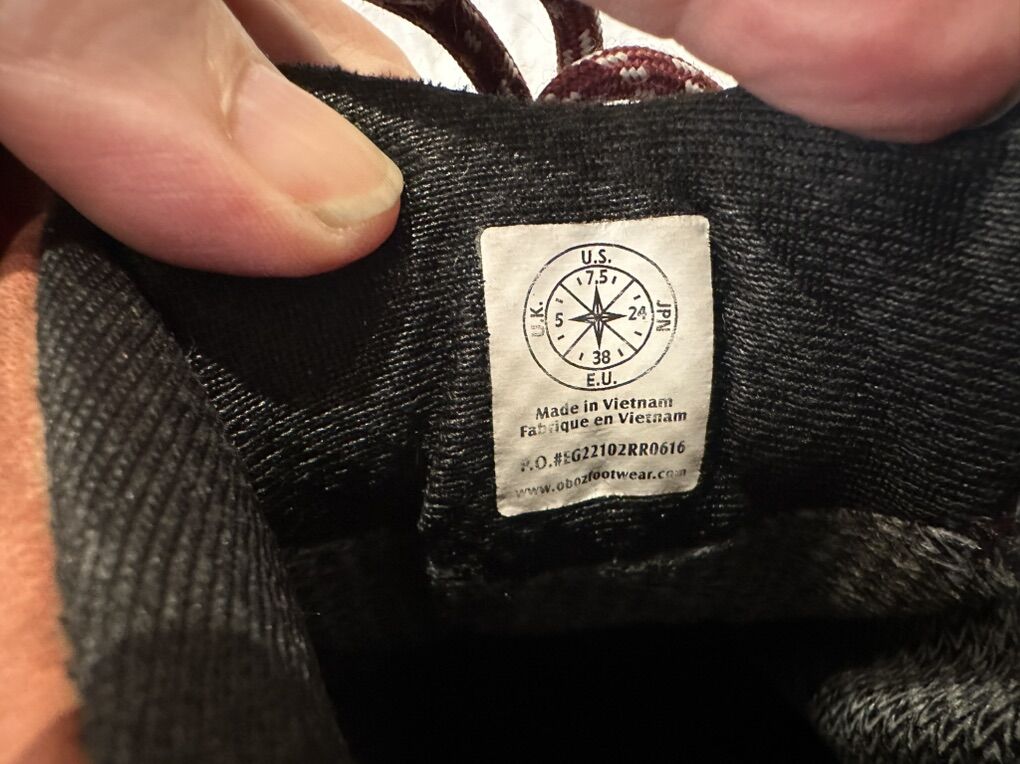 U.S.
7.5
U.K. 5 24 JPN
38
E.U.
Made in Vietnam
Fabrique en Vietnam
P.O.#EG22102RR0616
www.obozfootwear.com